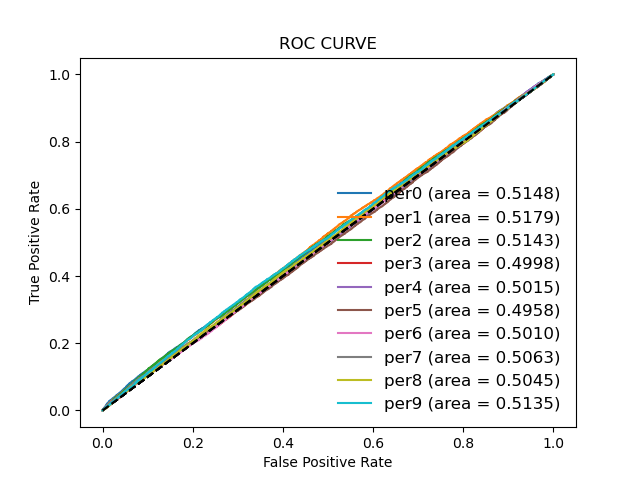 ROC CURVE
True Positive Rate
1.0
0.8
0.6
0.4
0.2
0.0
per0 (area = 0.5148)
per1 (area = 0.5179)
per2 (area = 0.5143)
per3 (area = 0.4998)
per4 (area = 0.5015)
per5 (area = 0.4958)
per6 (area = 0.5010)
per7 (area = 0.5063)
per8 (area = 0.5045)
per9 (area = 0.5135)
0.0 0.2 0.4 0.6 0.8 1.0
False Positive Rate